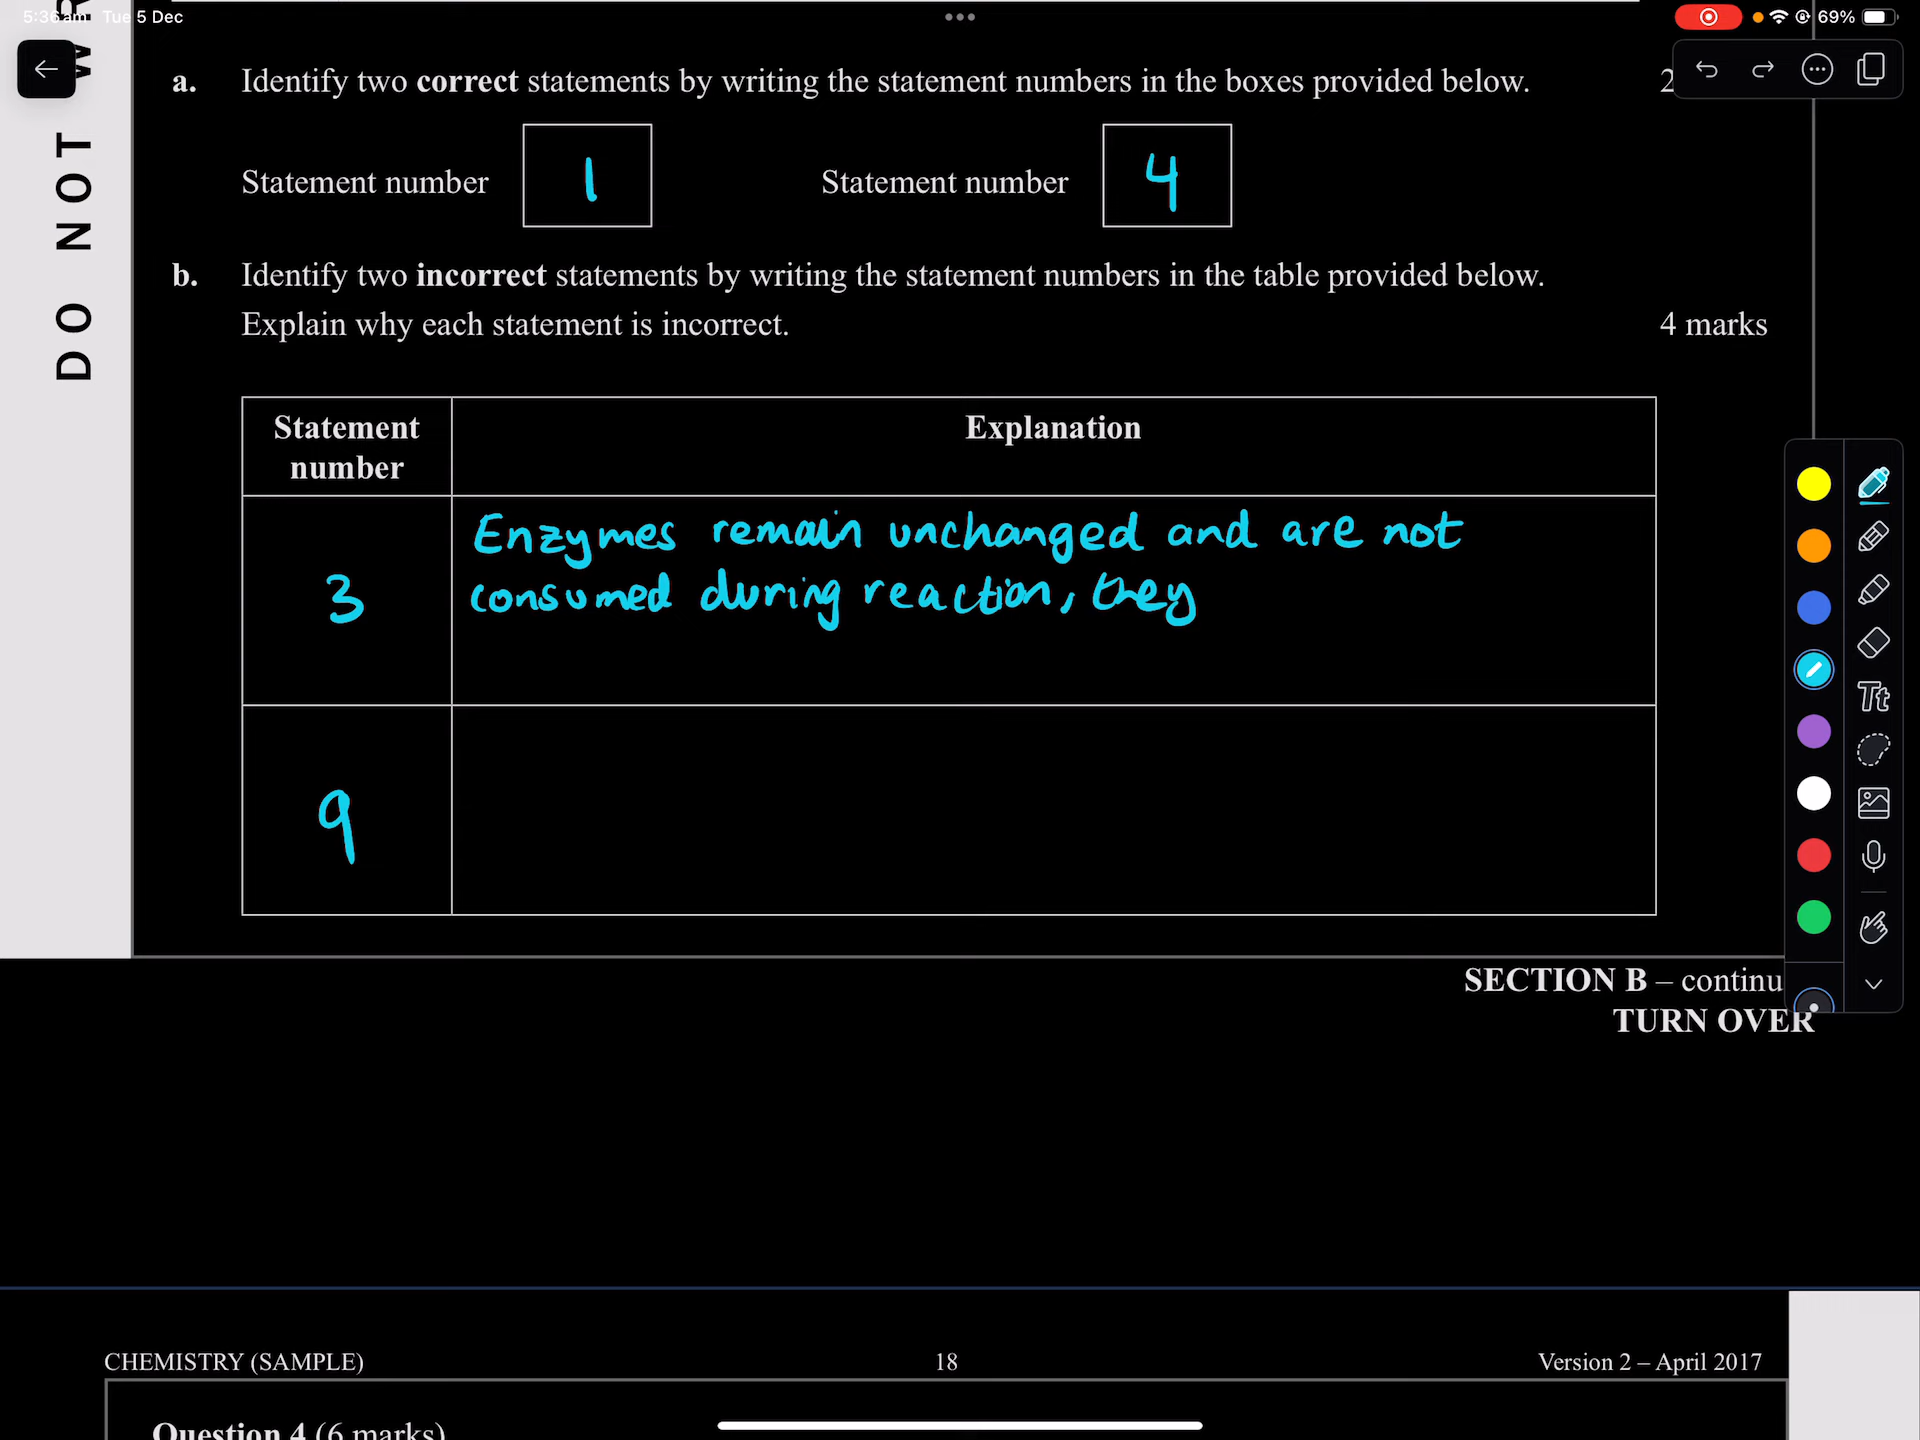 5:36 am Tue 5 Dec
69%
DO NOT WR
a. Identify two correct statements by writing the statement numbers in the boxes provided below. 2
Statement number 1 Statement number 4
b. Identify two incorrect statements by writing the statement numbers in the table provided below.
Explain why each statement is incorrect. 4 marks
Statement number
Explanation
3
Enzymes remain unchanged and are not
consumed during reaction, they
9
Tt
SECTION B – continu
TURN OVER
CHEMISTRY (SAMPLE) 18 Version 2 – April 2017
Question 4 (6 marks)